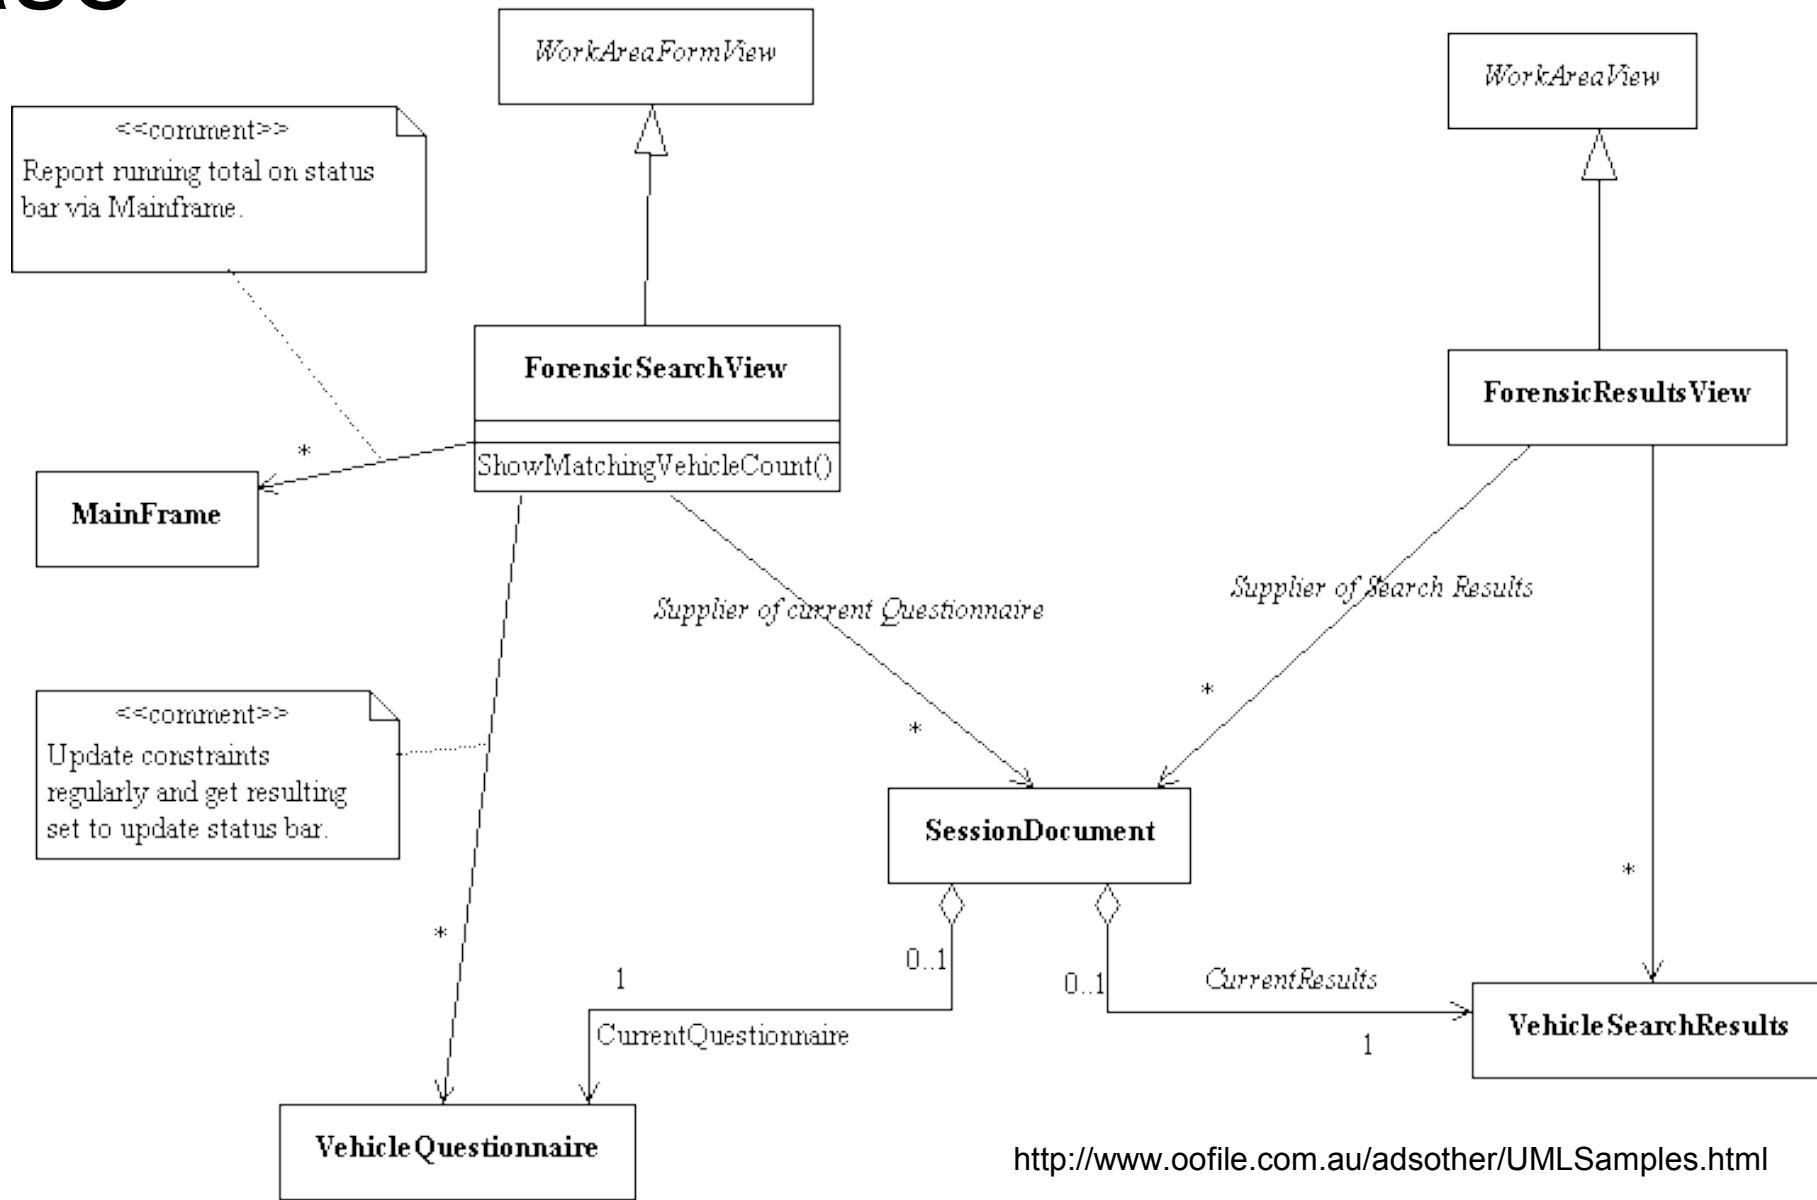 WorkAreaFormView
WorkAreaView
<<comment>>
Report running total on status
bar via Mainframe.
ForensicSearchView
ShowMatchingVehicleCount()
ForensicResultsView
*
MainFrame
Supplier of current Questionnaire
Supplier of Search Results
*
*
<<comment>>
Update constraints
regularly and get resulting
set to update status bar.
SessionDocument
*
*
0..1
1
CurrentQuestionnaire
0..1
CurrentResults
1
VehicleSearchResults
VehicleQuestionnaire
http://www.oofile.com.au/adsother/UMLSamples.html